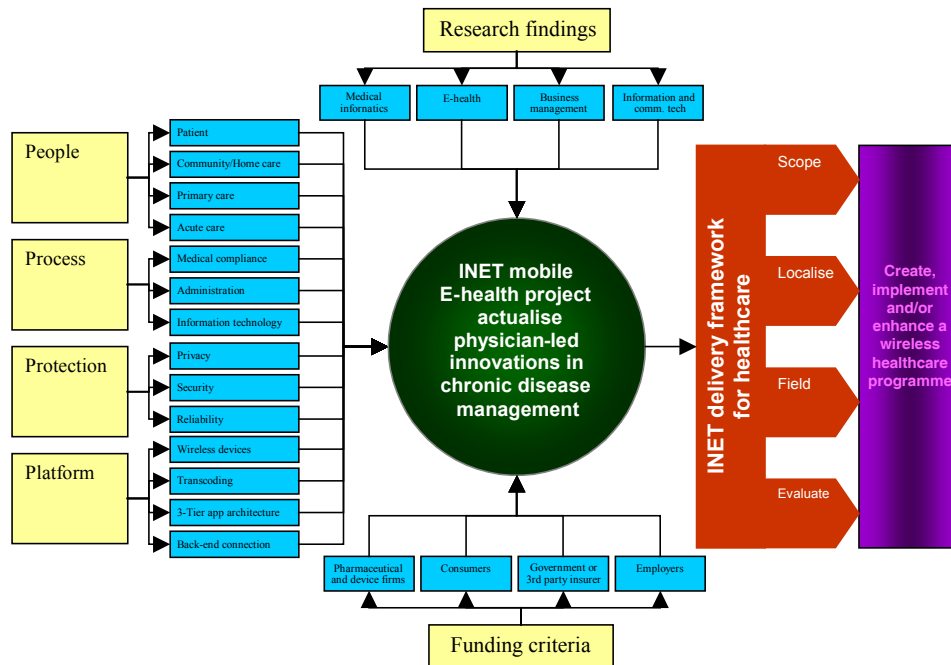 Research findings
Medical
infornatics
E-health
Business
management
Information and
comm. tech
People
Patient
Community/Home care
Primary care
Acute care
Process
Medical compliance
Administration
Information technology
Protection
Privacy
Security
Reliability
Platform
Wireless devices
Transcoding
3-Tier app architecture
Back-end connection
INET mobile
E-health project
actualise
physician-led
innovations in
chronic disease
management
Pharmaceutical
and device firms
Consumers
Government or
3rd party insurer
Employers
Funding criteria
INET delivery framework
for healthcare
Scope
Localise
Field
Evaluate
Create,
implement
and/or
enhance a
wireless
healthcare
programme